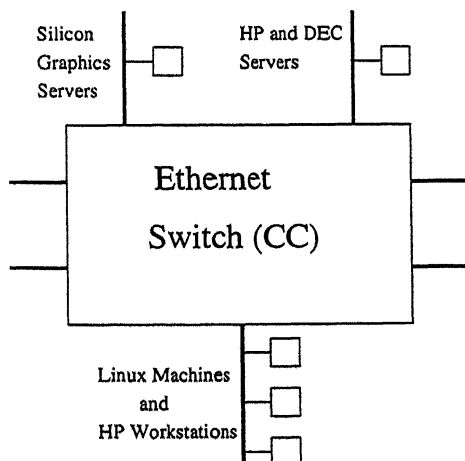 Silicon
Graphics
Servers
HP and DEC
Servers
Ethernet
Switch (CC)
Linux Machines
and
HP Workstations